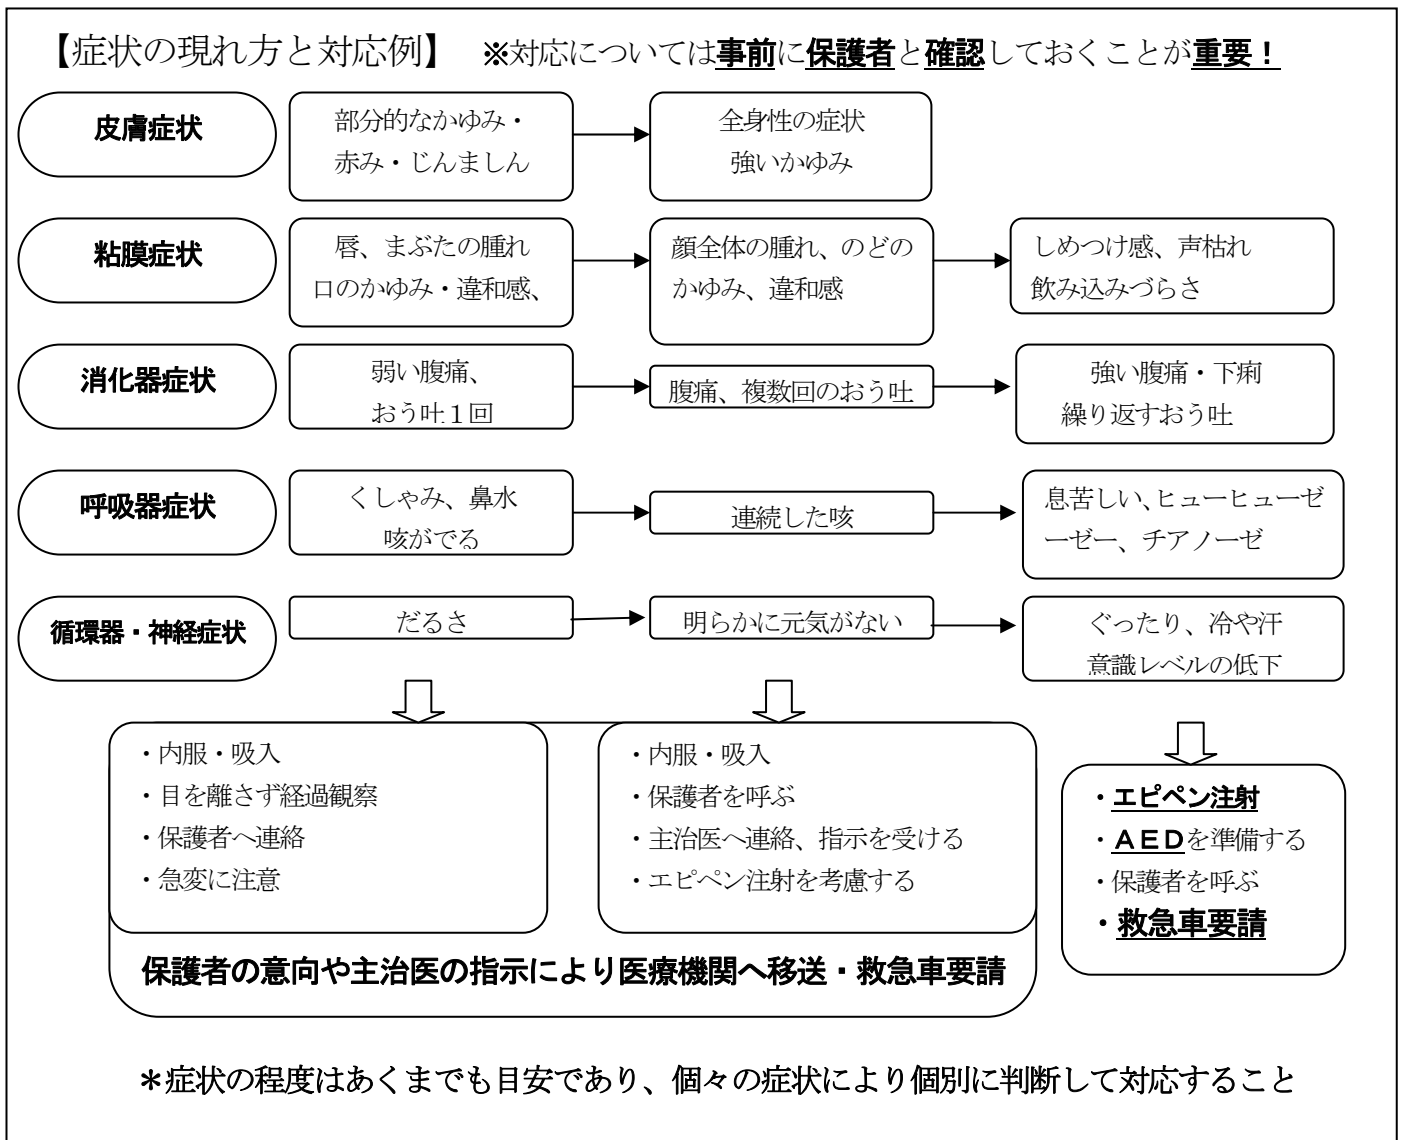 【症状の現れ方と対応例】 ※対応については事前に保護者と確認しておくことが重要！
皮膚症状
部分的なかゆみ・
赤み・じんましん
全身性の症状
強いかゆみ
粘膜症状
唇、まぶたの腫れ
口のかゆみ・違和感、
顔全体の腫れ、のどの
かゆみ、違和感
しめつけ感、声枯れ
飲み込みづらさ
消化器症状
弱い腹痛、
おう吐１回
腹痛、複数回のおう吐
強い腹痛・下痢
繰り返すおう吐
呼吸器症状
くしゃみ、鼻水
咳がでる
連続した咳
息苦しい、ヒューヒューゼ
ーゼー、チアノーゼ
循環器・神経症状
だるさ
明らかに元気がない
ぐったり、冷や汗
意識レベルの低下
・内服・吸入
・目を離さず経過観察
・保護者へ連絡
・急変に注意
・内服・吸入
・保護者を呼ぶ
・主治医へ連絡、指示を受ける
・エピペン注射を考慮する
・エピペン注射
・ＡＥＤを準備する
・保護者を呼ぶ
・救急車要請
保護者の意向や主治医の指示により医療機関へ移送・救急車要請
＊症状の程度はあくまでも目安であり、個々の症状により個別に判断して対応すること